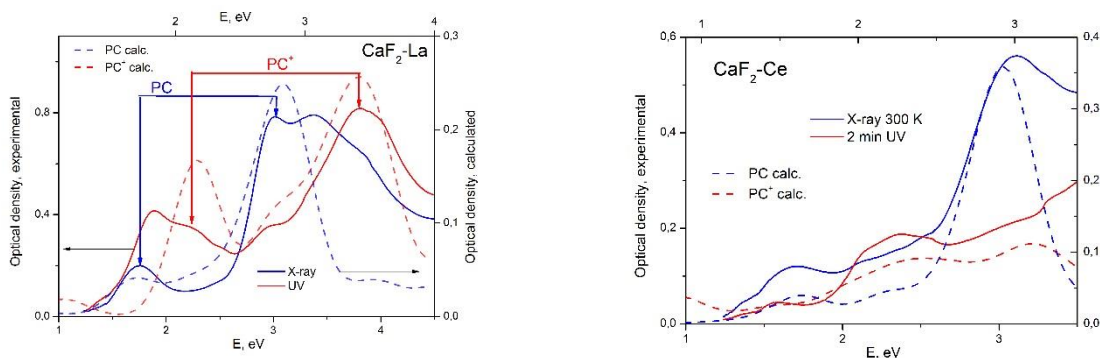 E, eV
2 3 4
CaF2-La
PC calc.
PC+ calc.
PC+
PC
Optical density, experimental
0.8
0.4
0,0
0,3
0,2
0,1
0,0
Optical density, calculated
X-ray
UV
1 2 3 4
E, eV
1 2 3
0,6
0,4
0,2
0,0
CaF2-Ce
X-ray 300 K
2 min UV
PC calc.
PC+ calc.
Optical density, experimental
0,4
0,3
0,2
0,1
0,0
1 2 3
E, eV